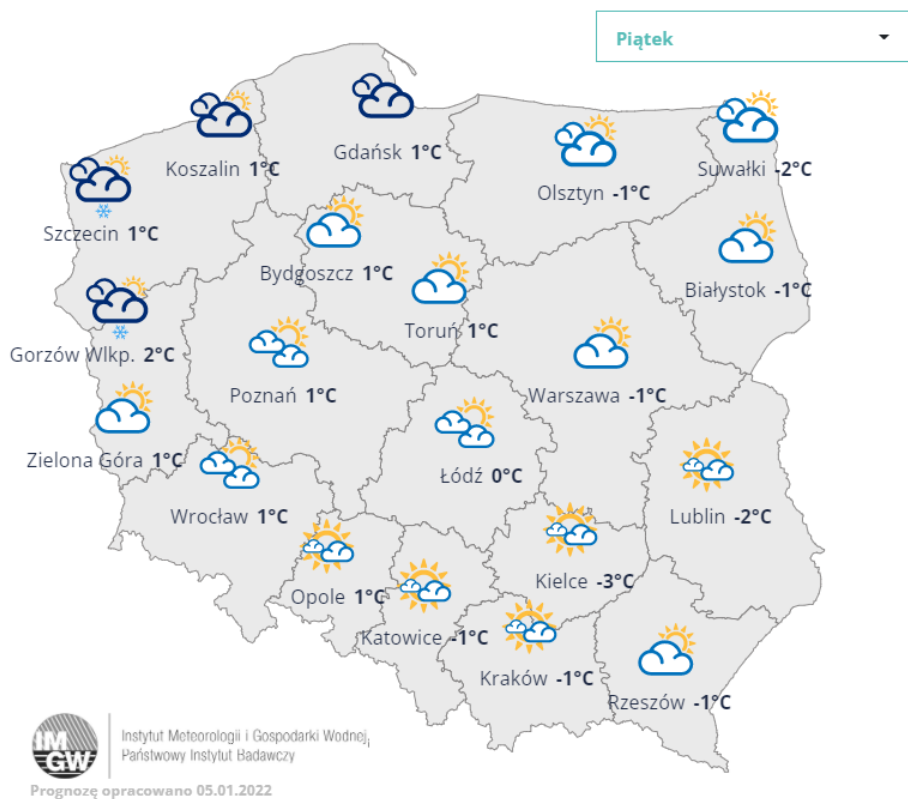 Piątek
Koszalin 1°C
Gdańsk 1°C
Suwałki -2°C
Olsztyn -1°C
Szczecin 1°C
Bydgoszcz 1°C
Białystok -1°C
Toruń 1°C
Gorzów Wlkp. 2°C
Poznań 1°C
Warszawa -1°C
Zielona Góra 1°C
Łódź 0°C
Wrocław 1°C
Lublin -2°C
Kielce -3°C
Opole 1°C
Katowice -1°C
Kraków -1°C
Rzeszów -1°C
IM
GW
Instytut Meteorologii i Gospodarki Wodnej
Państwowy Instytut Badawczy
Prognozę opracowano 05.01.2022